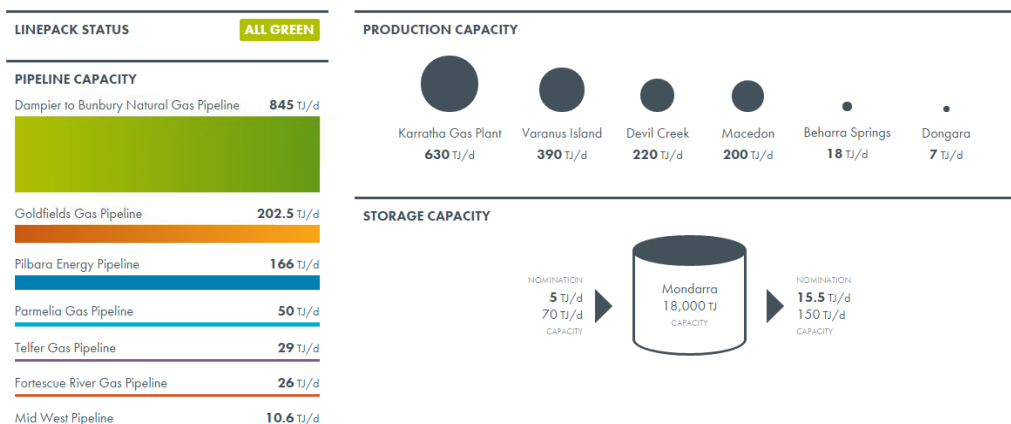 LINEPACK STATUS
ALL GREEN
PIPELINE CAPACITY
Dampier to Bunbury Natural Gas Pipeline 845 TJ/d
Goldfields Gas Pipeline 202.5 TJ/d
Pilbara Energy Pipeline 166 TJ/d
Parmelia Gas Pipeline 50 TJ/d
Telfer Gas Pipeline 29 TJ/d
Fortescue River Gas Pipeline 26 TJ/d
Mid West Pipeline 10.6 TJ/d
PRODUCTION CAPACITY
Karratha Gas Plant Varanus Island Devil Creek Macedon Beharra Springs Dongara
630 TJ/d 390 TJ/d 220 TJ/d 200 TJ/d 18 TJ/d 7 TJ/d
STORAGE CAPACITY
NOMINATION
5 TJ/d
70 TJ/d
CAPACITY
Mondarra
18,000 TJ
CAPACITY
NOMINATION
15.5 TJ/d
150 TJ/d
CAPACITY